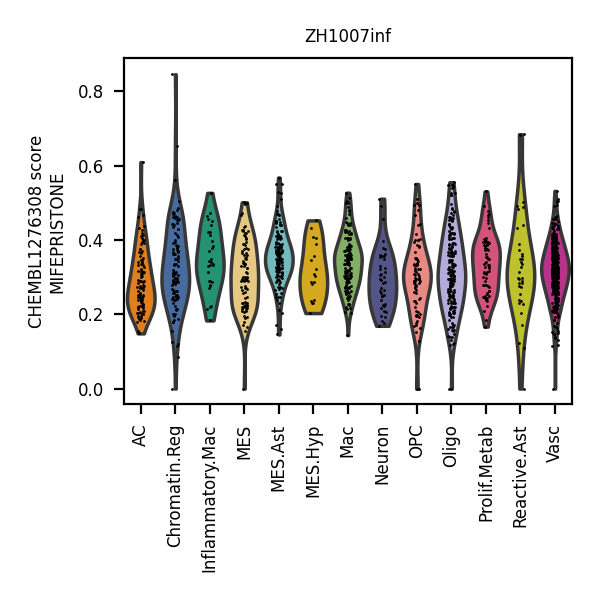 ZH1007inf
CHEMBL1276308 score
MIFEPRISTONE
0.8
0.6
0.4
0.2
0.0
AC
Chromatin.Reg
Inflammatory.Mac
MES
MES.Ast
MES.Hyp
Mac
Neuron
OPC
Oligo
Prolif.Metab
Reactive.Ast
Vasc